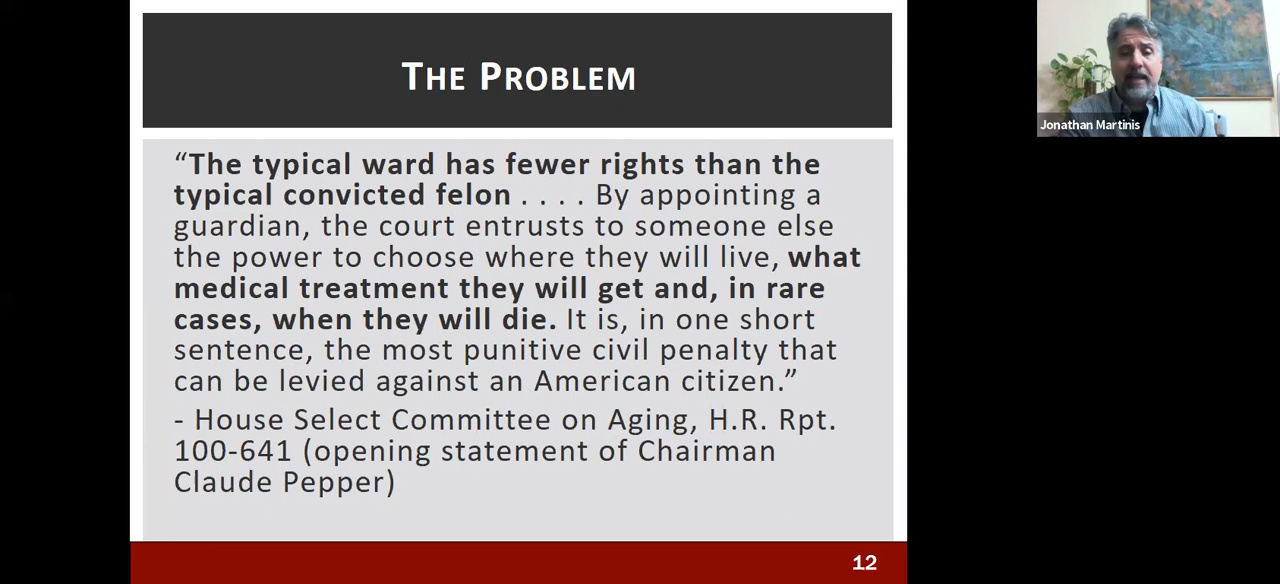 THE PROBLEM
“The typical ward has fewer rights than the
typical convicted felon . . . . By appointing a
guardian, the court entrusts to someone else
the power to choose where they will live, what
medical treatment they will get and, in rare
cases, when they will die. It is, in one short
sentence, the most punitive civil penalty that
can be levied against an American citizen.”
- House Select Committee on Aging, H.R. Rpt.
100-641 (opening statement of Chairman
Claude Pepper)
12
Jonathan Martinis